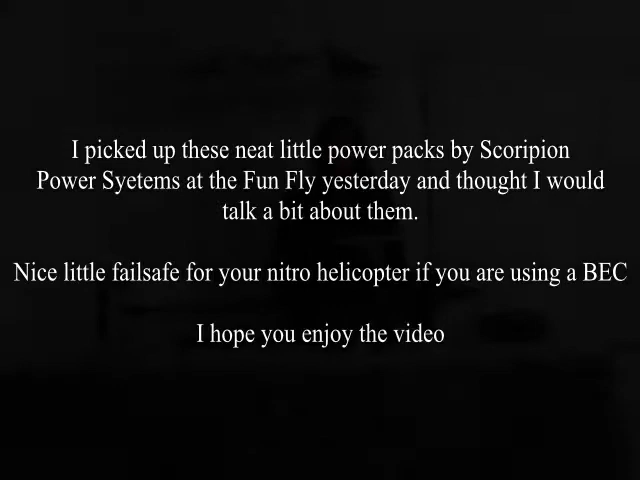 I picked up these neat little power packs by Scoripion
Power Syetems at the Fun Fly yesterday and thought I would
talk a bit about them.
Nice little failsafe for your nitro helicopter if you are using a BEC
I hope you enjoy the video